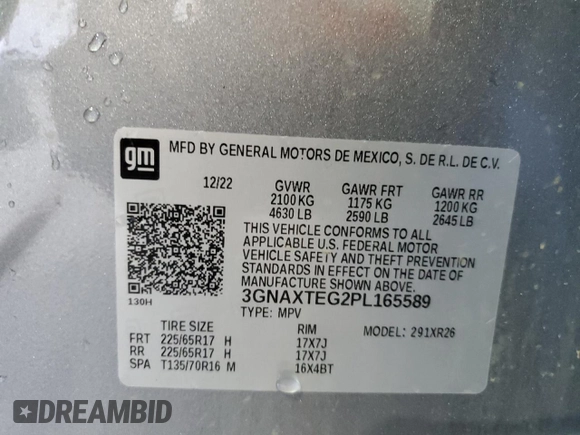 gm
MFD BY GENERAL MOTORS DE MEXICO, S. DE R.L. DE C.V.
12/22 GVWR GAWR FRT GAWR RR
2100 KG 1175 KG 1200 KG
4630 LB 2590 LB 2645 LB
THIS VEHICLE CONFORMS TO ALL
APPLICABLE U.S. FEDERAL MOTOR
VEHICLE SAFETY AND THEFT PREVENTION
STANDARDS IN EFFECT ON THE DATE OF
MANUFACTURE SHOWN ABOVE.
3GNAXTEG2PL165589
130H
TYPE: MPV
TIRE SIZE RIM MODEL: 291XR26
FRT 225/65R17 H 17X7J
RR 225/65R17 H 17X7J
SPA T135/70R16 M 16X4BT
DREAMBID